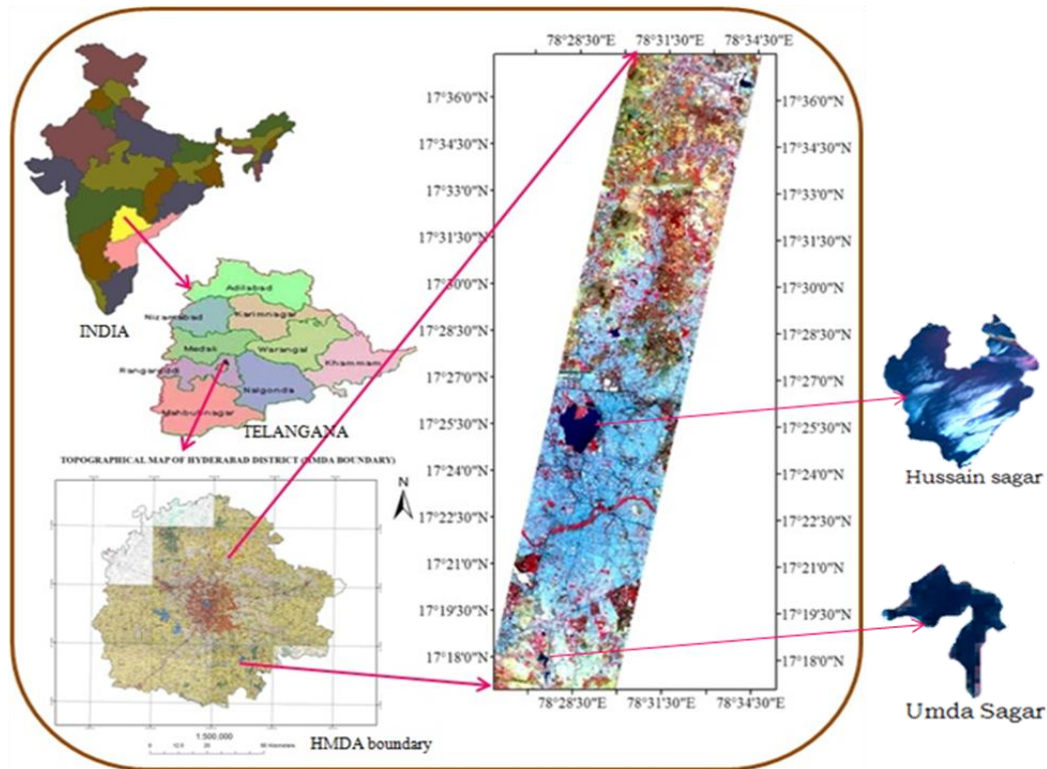 78°28'30"E 78°31'30"E 78°34'30"E
17°36'0"N 17°36'0"N
17°34'30"N 17°34'30"N
17°33'0"N 17°33'0"N
17°31'30"N 17°31'30"N
17°30'0"N 17°30'0"N
17°28'30"N 17°28'30"N
17°27'0"N 17°27'0"N
17°25'30"N 17°25'30"N
17°24'0"N 17°24'0"N
17°22'30"N 17°22'30"N
17°21'0"N 17°21'0"N
17°19'30"N 17°19'30"N
17°18'0"N 17°18'0"N
78°28'30"E 78°31'30"E 78°34'30"E
INDIA
Adilabad
Nizamabad
Karimnagar
Medak
Warangal
Khammam
Nalgonda
TELANGANA
TOPOGRAPHICAL MAP OF HYDERABAD DISTRICT (HMDA BOUNDARY)
N
1:500,000
Kilometers
HMDA boundary
Hussain sagar
Umda Sagar